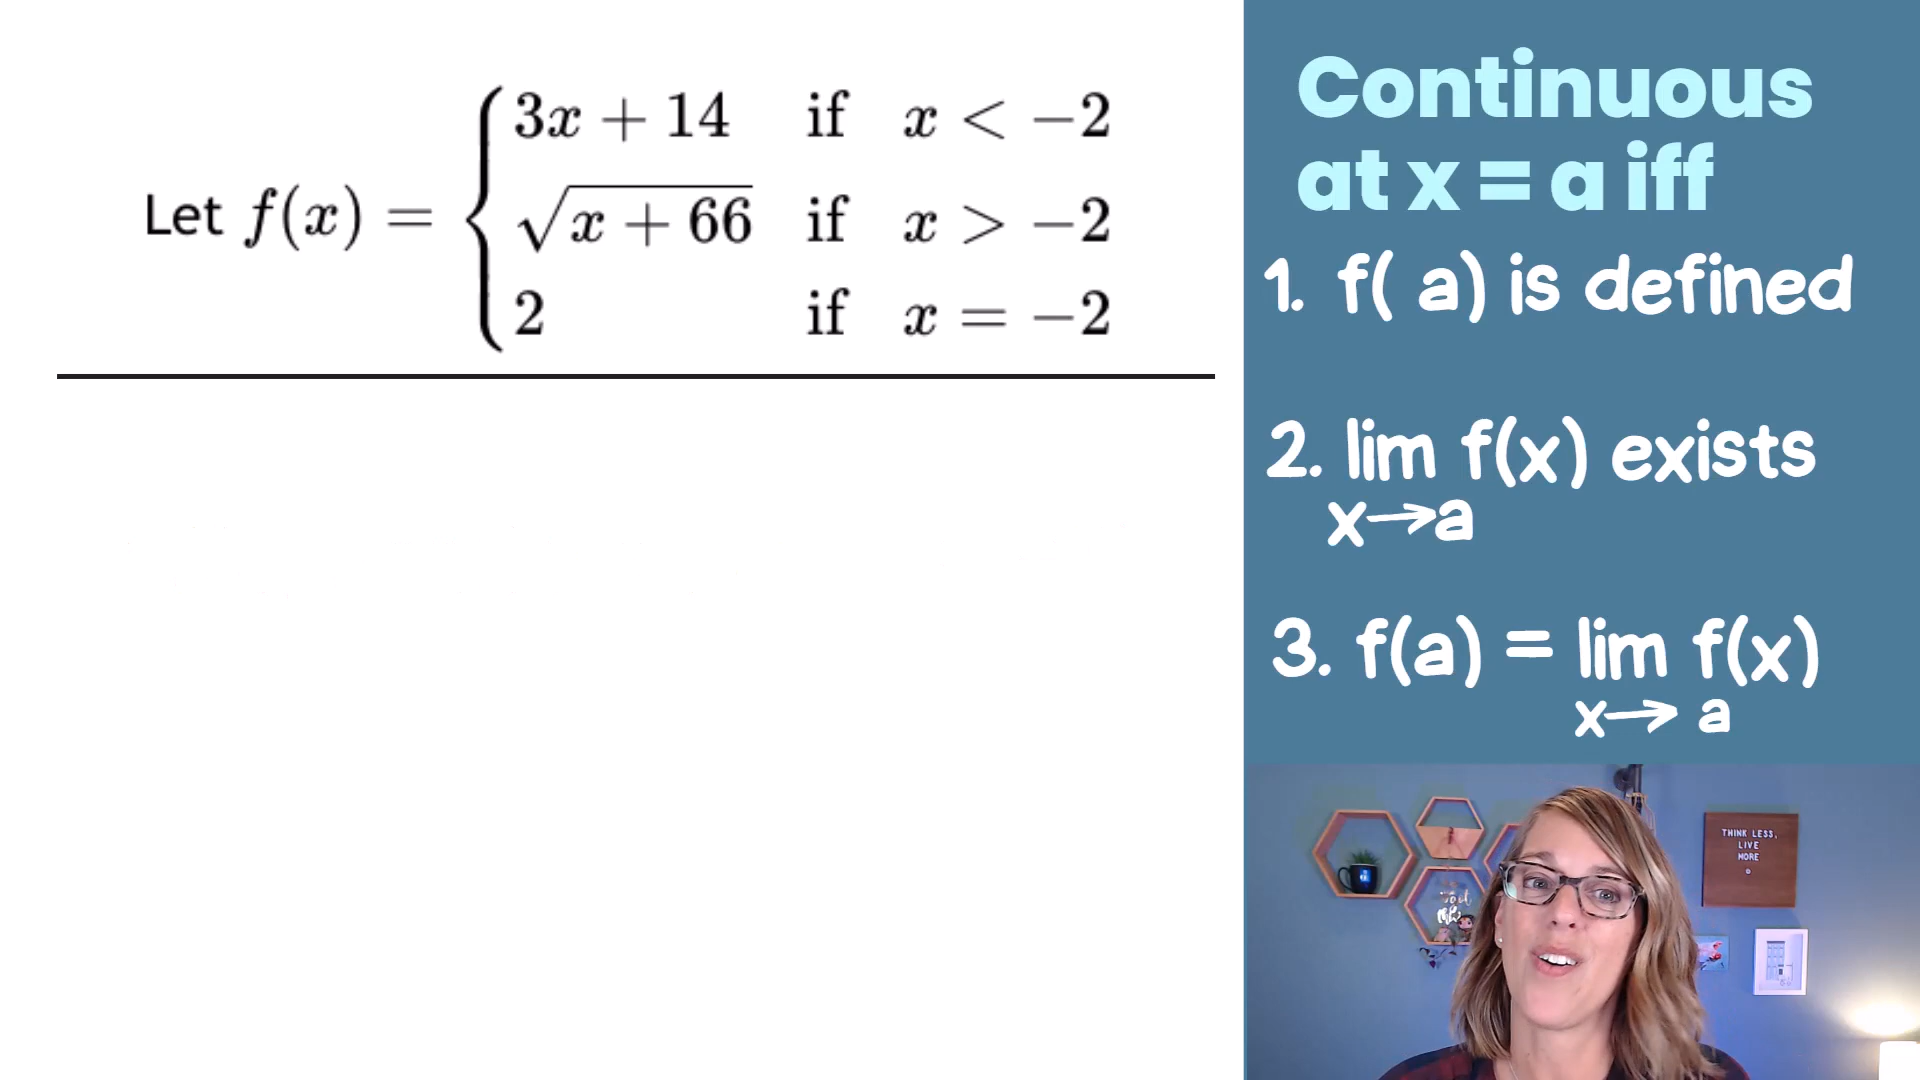 Let f(x) = { 3x + 14 if x < −2
√(x + 66) if x > −2
2 if x = −2
Continuous
at x = a iff
1. f( a) is defined
2. lim f(x) exists
x→a
3. f(a) = lim f(x)
x→ a
THINK LESS,
LIVE
MORE